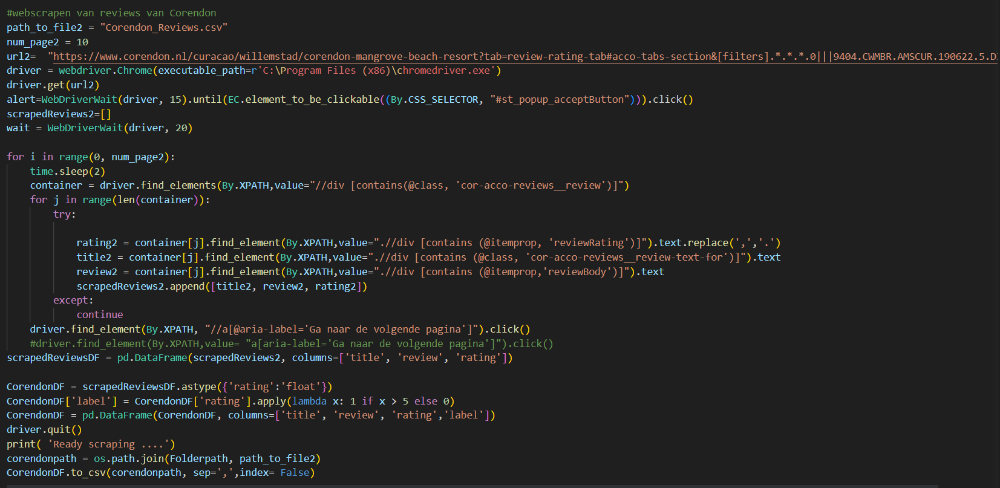 #webscrapen van reviews van Corendon
path_to_file2 = "Corendon_Reviews.csv"
num_page2 = 10
url2=  "https://www.corendon.nl/curacao/willemstad/corendon-mangrove-beach-resort?tab=review-rating-tab#acco-tabs-section&[filters].*.*.*.0|||9404.CWMBR.AMSCUR.190622.5.D
driver = webdriver.Chrome(executable_path=r'C:\Program Files (x86)\chromedriver.exe')
driver.get(url2)
alert=WebDriverWait(driver, 15).until(EC.element_to_be_clickable((By.CSS_SELECTOR, "#st_popup_acceptButton"))).click()
scrapedReviews2=[]
wait = WebDriverWait(driver, 20)

for i in range(0, num_page2):
    time.sleep(2)
    container = driver.find_elements(By.XPATH,value="//div [contains(@class, 'cor-acco-reviews__review')]")
    for j in range(len(container)):
        try:

            rating2 = container[j].find_element(By.XPATH,value=".//div [contains (@itemprop, 'reviewRating')]").text.replace(',','.')
            title2 = container[j].find_element(By.XPATH,value=".//div [contains (@class, 'cor-acco-reviews__review-text-for')]").text
            review2 = container[j].find_element(By.XPATH,value=".//div [contains (@itemprop,'reviewBody')]").text
            scrapedReviews2.append([title2, review2, rating2])
        except:
            continue
    driver.find_element(By.XPATH, "//a[@aria-label='Ga naar de volgende pagina']").click()
    #driver.find_element(By.XPATH,value= "a[aria-label='Ga naar de volgende pagina']").click()
scrapedReviewsDF = pd.DataFrame(scrapedReviews2, columns=['title', 'review', 'rating'])

CorendonDF = scrapedReviewsDF.astype({'rating':'float'})
CorendonDF['label'] = CorendonDF['rating'].apply(lambda x: 1 if x > 5 else 0)
CorendonDF = pd.DataFrame(CorendonDF, columns=['title', 'review', 'rating','label'])
driver.quit()
print( 'Ready scraping ....')
corendonpath = os.path.join(Folderpath, path_to_file2)
CorendonDF.to_csv(corendonpath, sep=',',index= False)